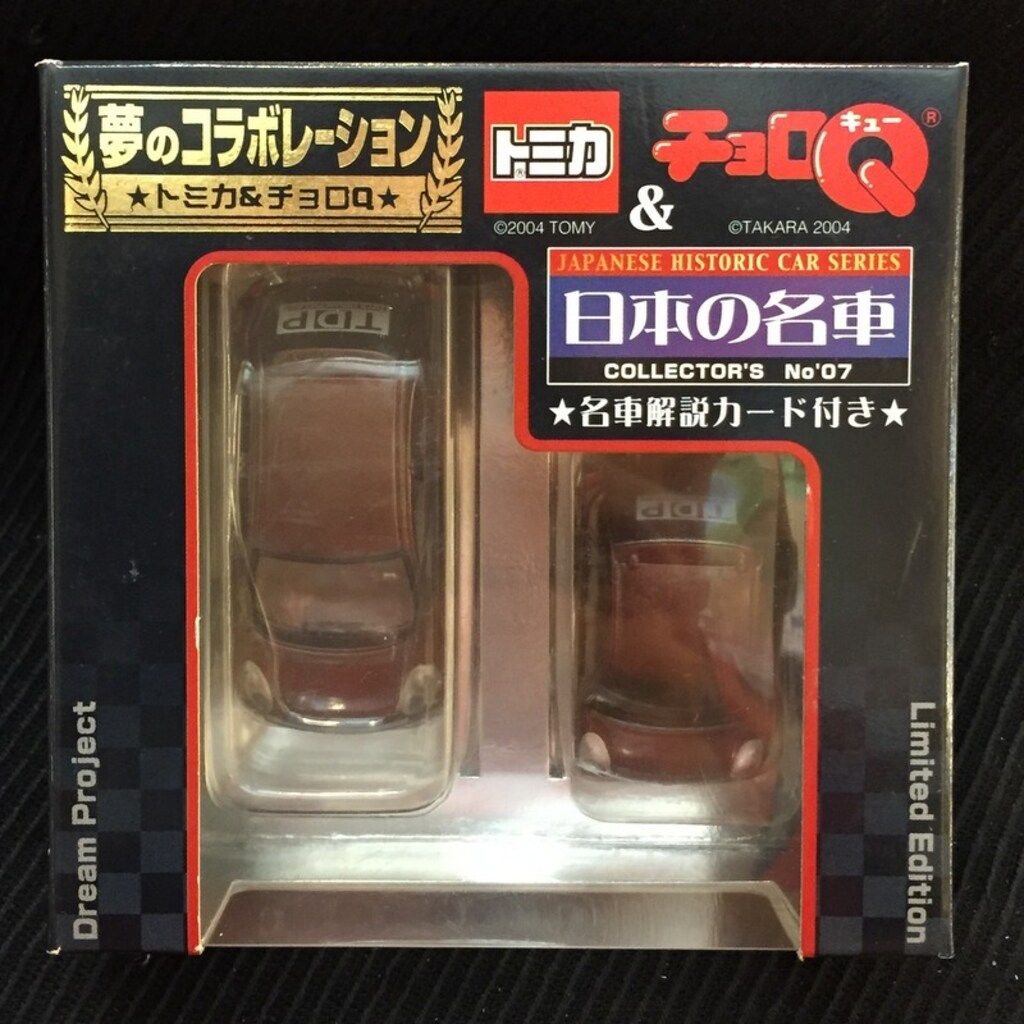 夢のコラボレーション
★トミカ&チョロQ★
トミカ®
&
チョロQ®
キュー
©2004 TOMY
©TAKARA 2004
JAPANESE HISTORIC CAR SERIES
日本の名車
COLLECTOR'S No'07
★名車解説カード付き★
TIDP
TIDP
Dream Project
Limited Edition